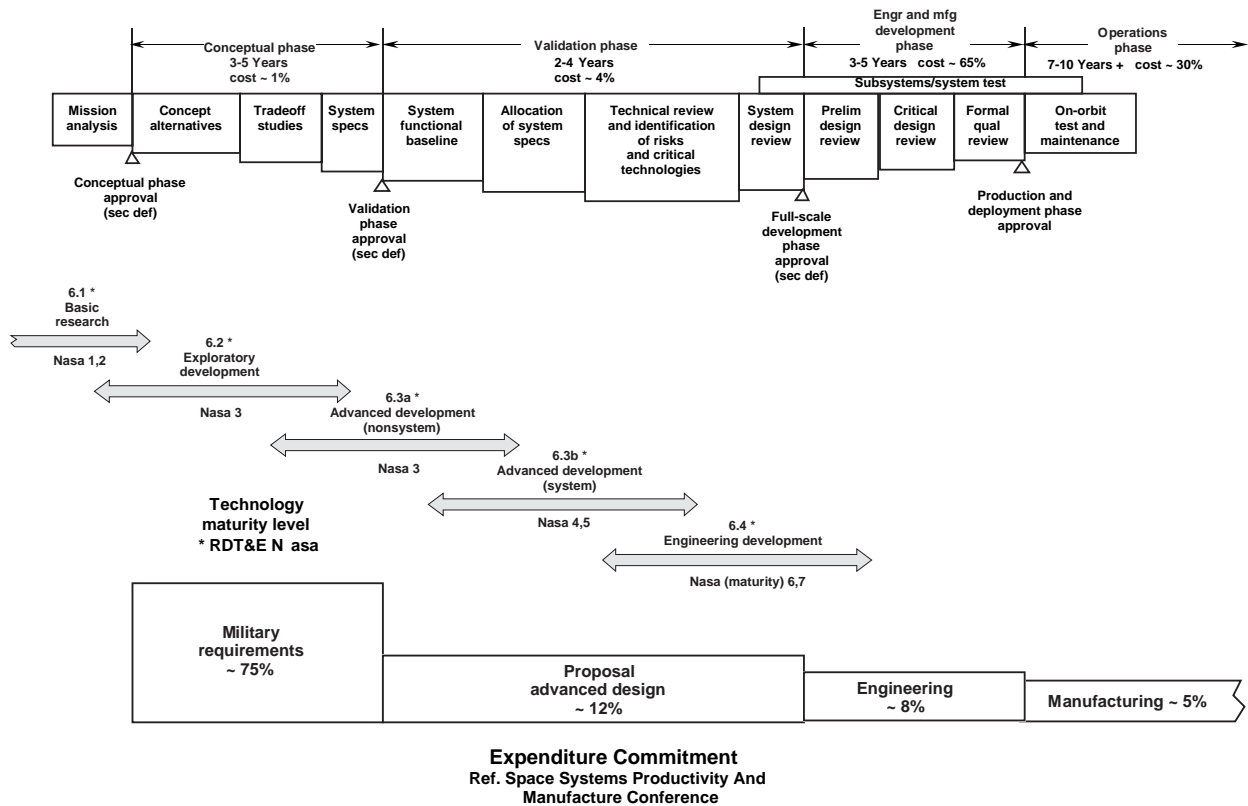 Conceptual phase
3-5 Years
cost ~ 1%
Validation phase
2-4 Years
cost ~ 4%
Engr and mfg
development
phase
3-5 Years cost ~ 65%
Operations
phase
7-10 Years + cost ~ 30%
Subsystems/system test
Mission
analysis
Concept
alternatives
Tradeoff
studies
System
specs
System
functional
baseline
Allocation
of system
specs
Technical review
and identification
of risks
and critical
technologies
System
design
review
Prelim
design
review
Critical
design
review
Formal
qual
review
On-orbit
test and
maintenance
Conceptual phase
approval
(sec def)
Validation
phase
approval
(sec def)
Full-scale
development
phase
approval
(sec def)
Production and
deployment phase
approval
6.1 *
Basic
research
Nasa 1,2
6.2 *
Exploratory
development
Nasa 3
6.3a *
Advanced development
(nonsystem)
Nasa 3
6.3b *
Advanced development
(system)
Nasa 4,5
6.4 *
Engineering development
Nasa (maturity) 6,7
Technology
maturity level
* RDT&E N asa
Military
requirements
~ 75%
Proposal
advanced design
~ 12%
Engineering
~ 8%
Manufacturing ~ 5%
Expenditure Commitment
Ref. Space Systems Productivity And
Manufacture Conference